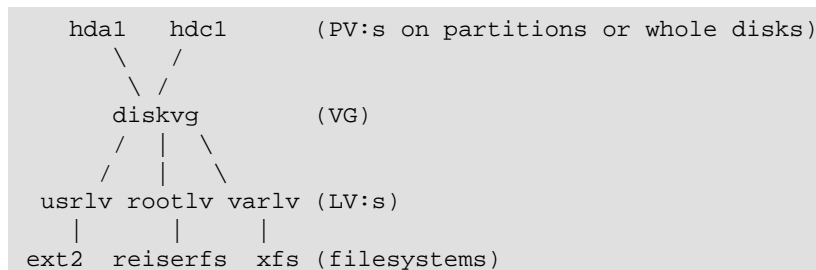 hda1 hdc1 (PV:s on partitions or whole disks)
\ /
\ /
diskvg (VG)
/ | \
/ | \
usrlv rootlv varlv (LV:s)
| | |
ext2 reiserfs xfs (filesystems)